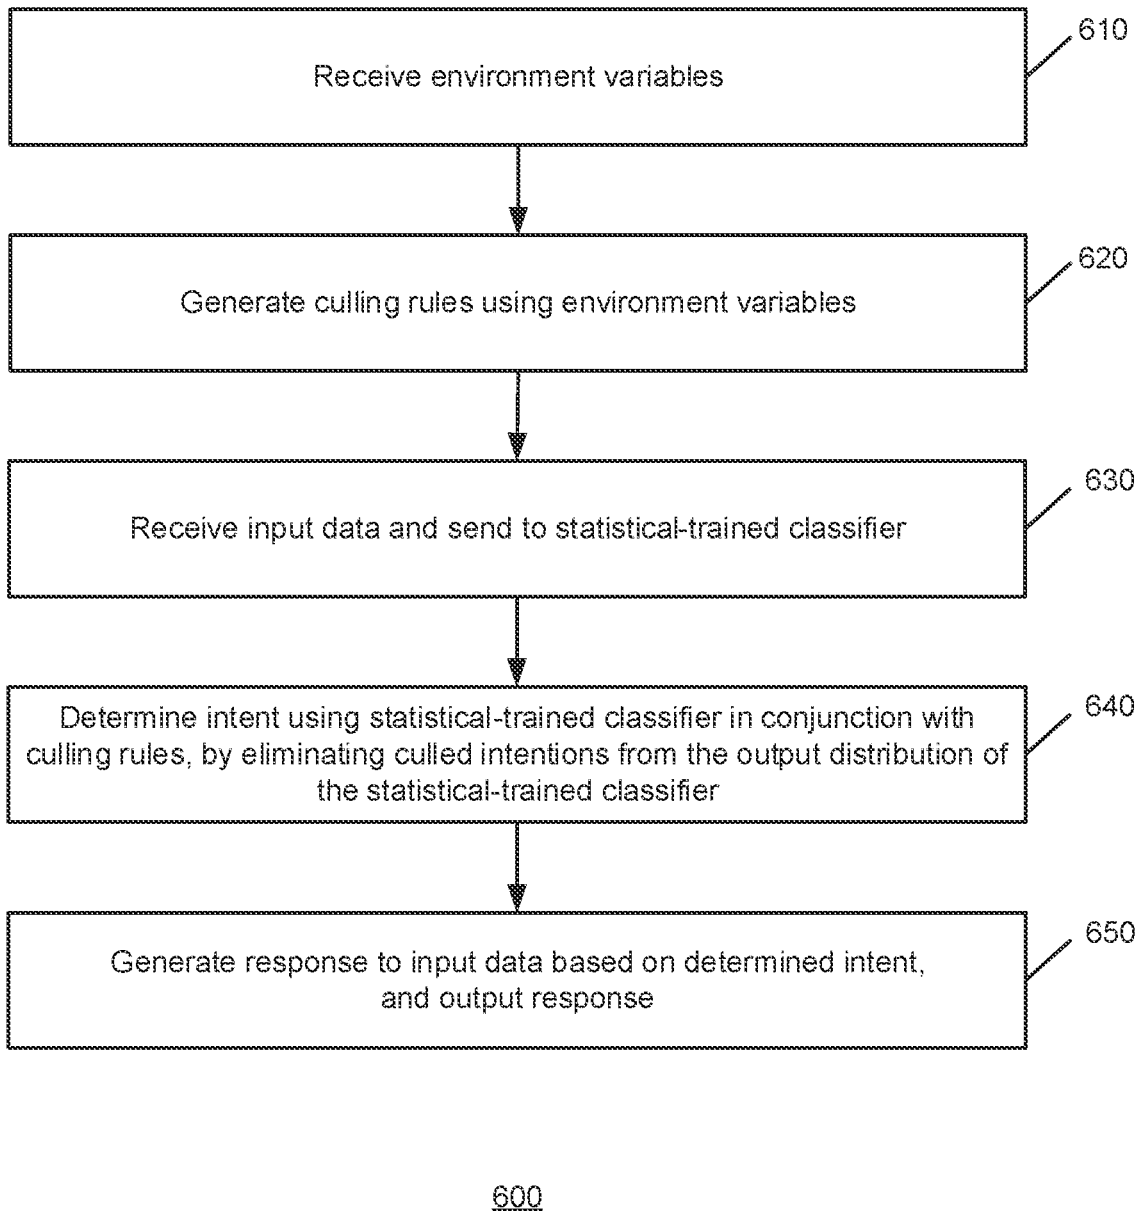 610
Receive environment variables
620
Generate culling rules using environment variables
630
Receive input data and send to statistical-trained classifier
640
Determine intent using statistical-trained classifier in conjunction with
culling rules, by eliminating culled intentions from the output distribution of
the statistical-trained classifier
650
Generate response to input data based on determined intent,
and output response
600